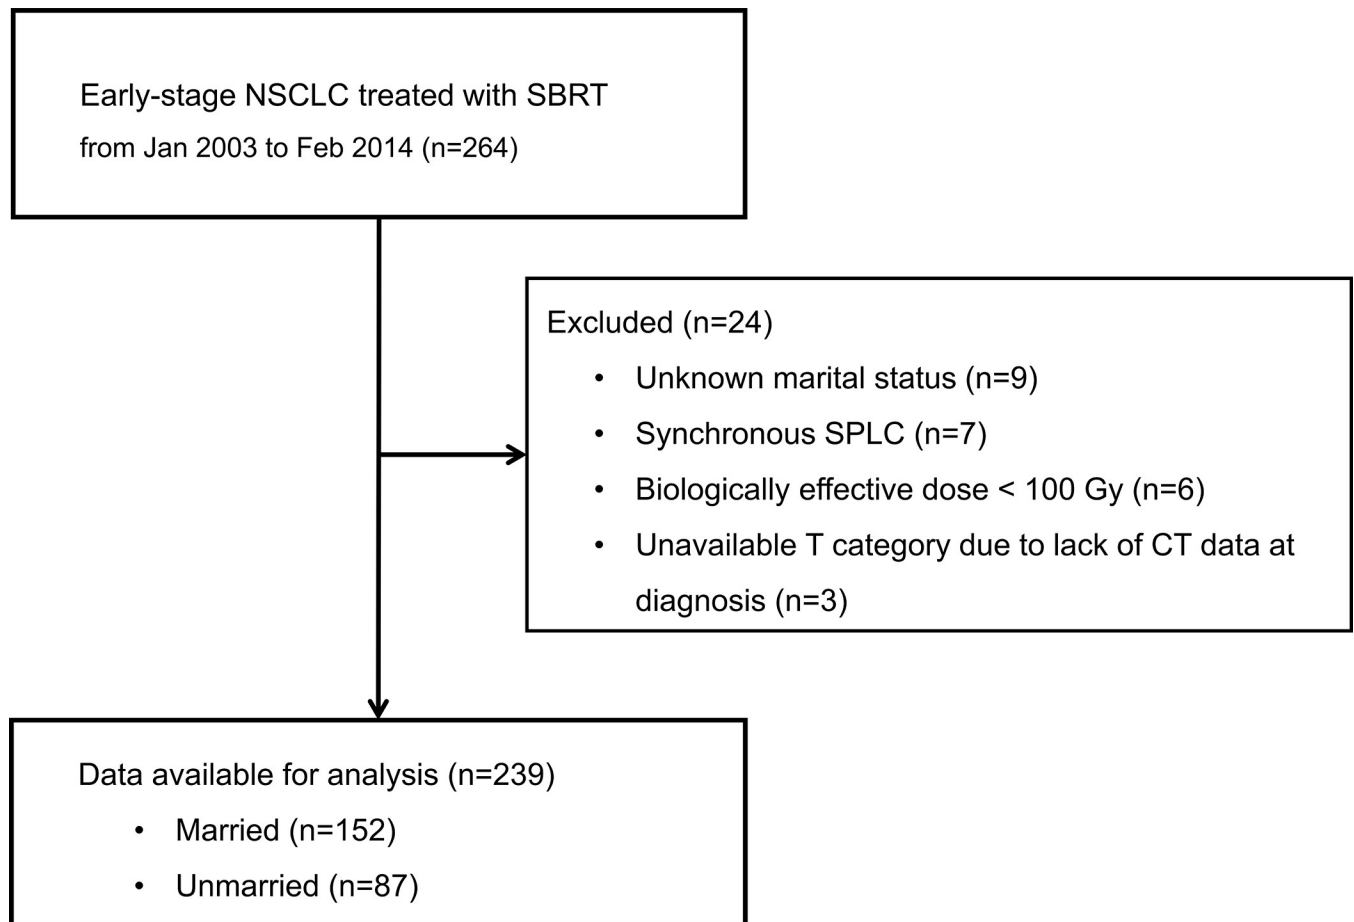 Early-stage NSCLC treated with SBRT
from Jan 2003 to Feb 2014 (n=264)
Excluded (n=24)
• Unknown marital status (n=9)
• Synchronous SPLC (n=7)
• Biologically effective dose < 100 Gy (n=6)
• Unavailable T category due to lack of CT data at
diagnosis (n=3)
Data available for analysis (n=239)
• Married (n=152)
• Unmarried (n=87)